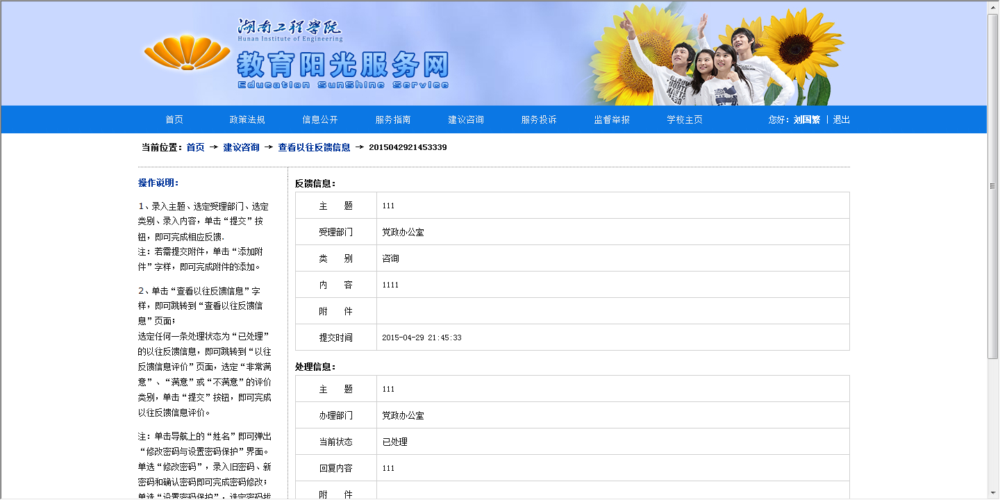 湖南工程学院
Hunan Institute of Engineering
教育阳光服务网
Education SunShine Service
首页 政策法规 信息公开 服务指南 建议咨询 服务投诉 监督举报 学校主页 您好：刘国繁 | 退出
当前位置：首页 → 建议咨询 → 查看以往反馈信息 → 2015042921453339
操作说明：
1、录入主题、选定受理部门、选定
类别、录入内容，单击“提交”按
钮，即可完成相应反馈.
注：若需提交附件，单击“添加附
件”字样，即可完成附件的添加。
2、单击“查看以往反馈信息”字
样，即可跳转到“查看以往反馈信
息”页面；
选定任何一条处理状态为“已处理”
的以往反馈信息，即可跳转到“以往
反馈信息评价”页面，选定“非常满
意”、“满意”或“不满意”的评价
类别，单击“提交”按钮，即可完成
以往反馈信息评价。
注：单击导航上的“姓名”即可弹出
“修改密码与设置密码保护”界面。
单选“修改密码”，录入旧密码、新
密码和确认密码即可完成密码修改；
单选“设置密码保护”，选定密码找
反馈信息：
主 题 111
受理部门 党政办公室
类 别 咨询
内 容 1111
附 件
提交时间 2015-04-29 21:45:33
处理信息：
主 题 111
办理部门 党政办公室
当前状态 已处理
回复内容 111
附 件